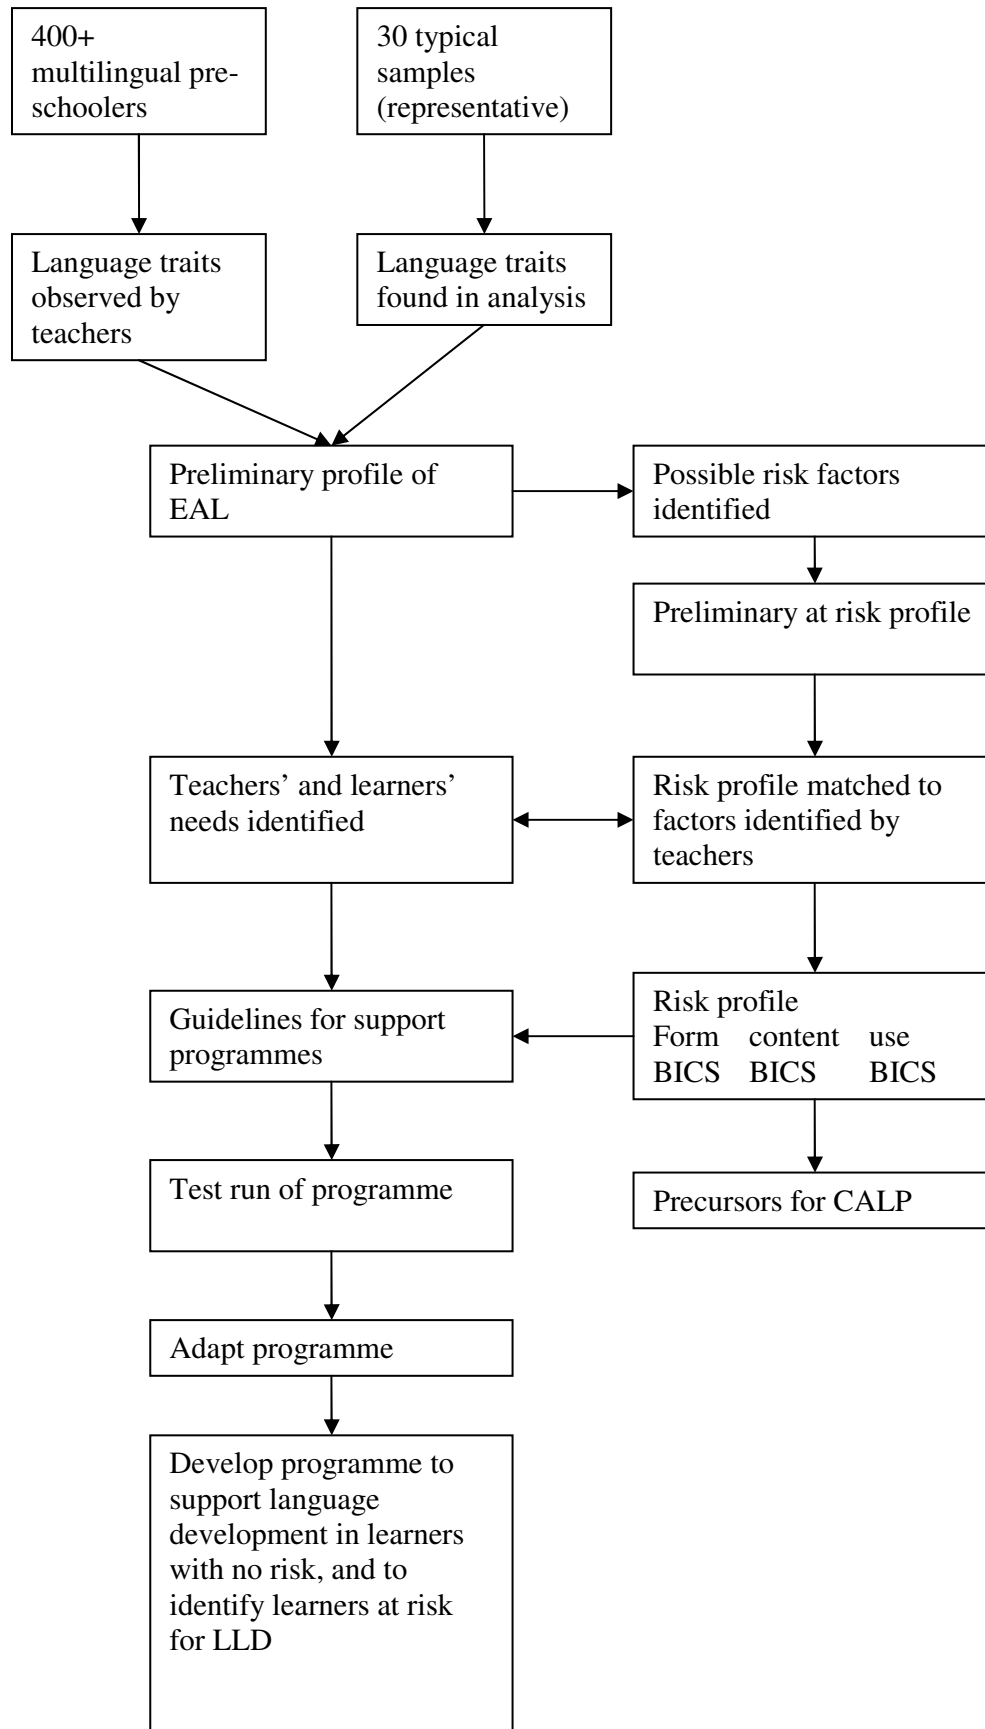 400+
multilingual pre-
schoolers
30 typical
samples
(representative)
Language traits
observed by
teachers
Language traits
found in analysis
Preliminary profile of
EAL
Possible risk factors
identified
Preliminary at risk profile
Teachers’ and learners’
needs identified
Risk profile matched to
factors identified by
teachers
Guidelines for support
programmes
Risk profile
Form content use
BICS BICS BICS
Test run of programme
Precursors for CALP
Adapt programme
Develop programme to
support language
development in learners
with no risk, and to
identify learners at risk
for LLD